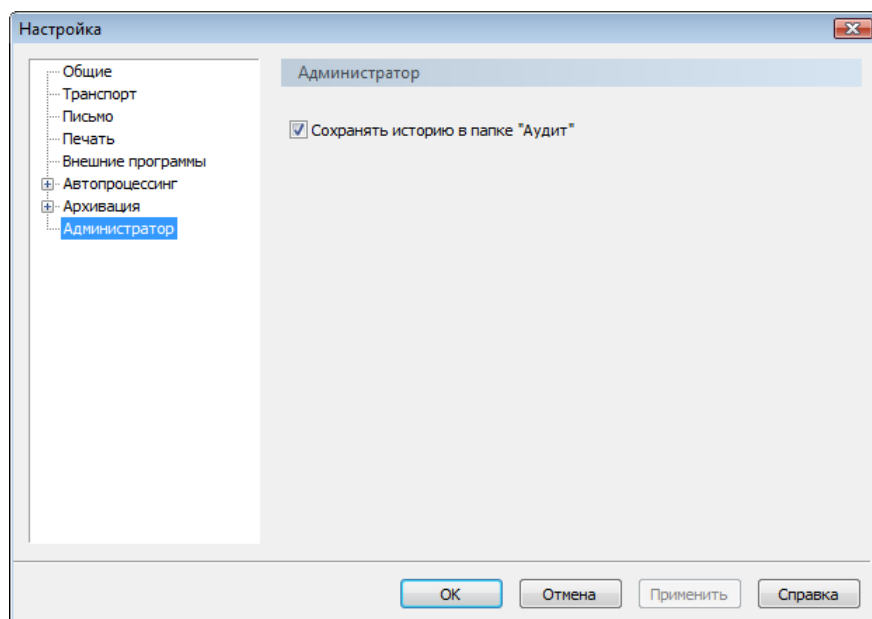 Настройка
Общие
Транспорт
Письмо
Печать
Внешние программы
Автопроцессинг
Архивация
Администратор
Администратор
Сохранять историю в папке "Аудит"
OK
Отмена
Применить
Справка